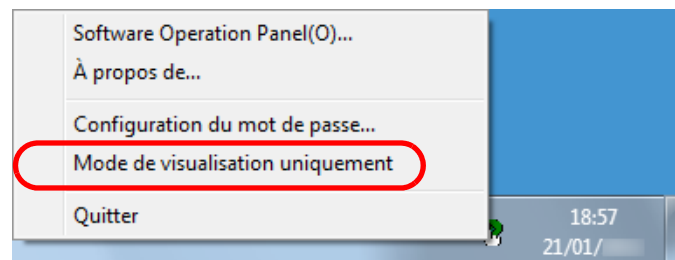 Software Operation Panel(O)...
À propos de...
Configuration du mot de passe...
Mode de visualisation uniquement
Quitter
18:57
21/01/